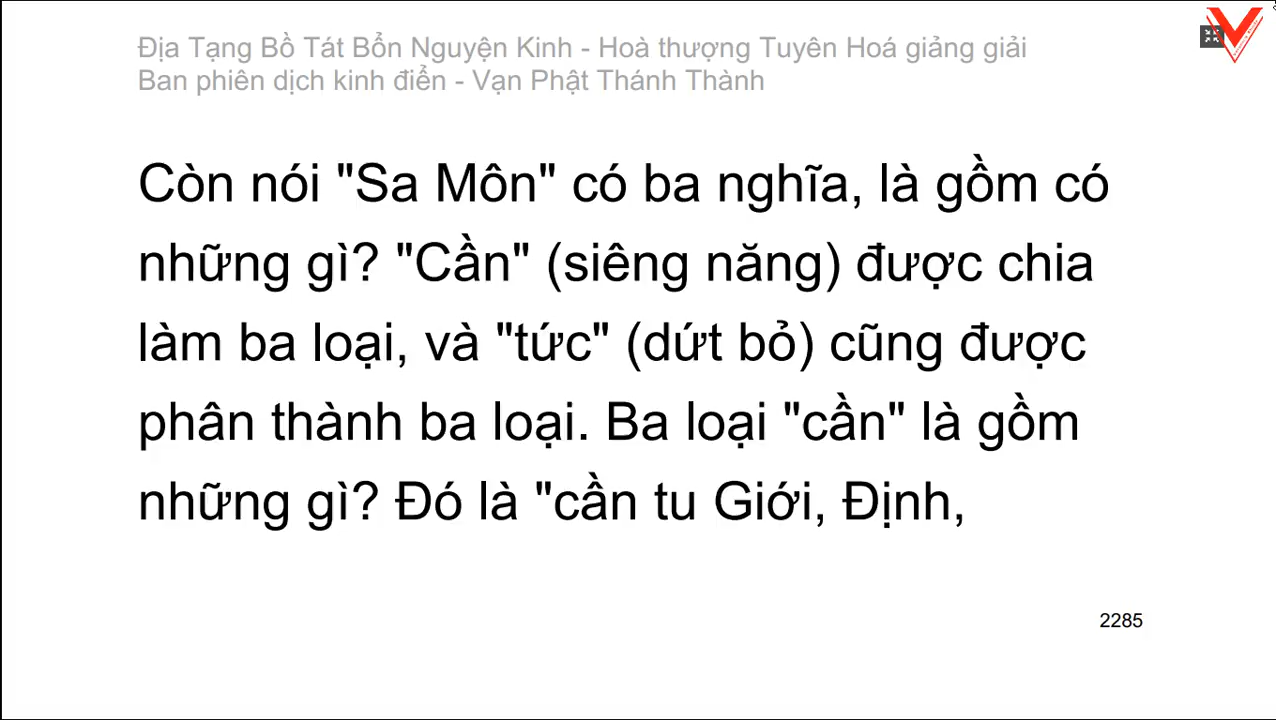 Địa Tạng Bồ Tát Bổn Nguyện Kinh - Hoà thượng Tuyên Hoá giảng giải
Ban phiên dịch kinh điển - Vạn Phật Thánh Thành
Còn nói "Sa Môn" có ba nghĩa, là gồm có
những gì? "Cần" (siêng năng) được chia
làm ba loại, và "tức" (dứt bỏ) cũng được
phân thành ba loại. Ba loại "cần" là gồm
những gì? Đó là "cần tu Giới, Định,
2285